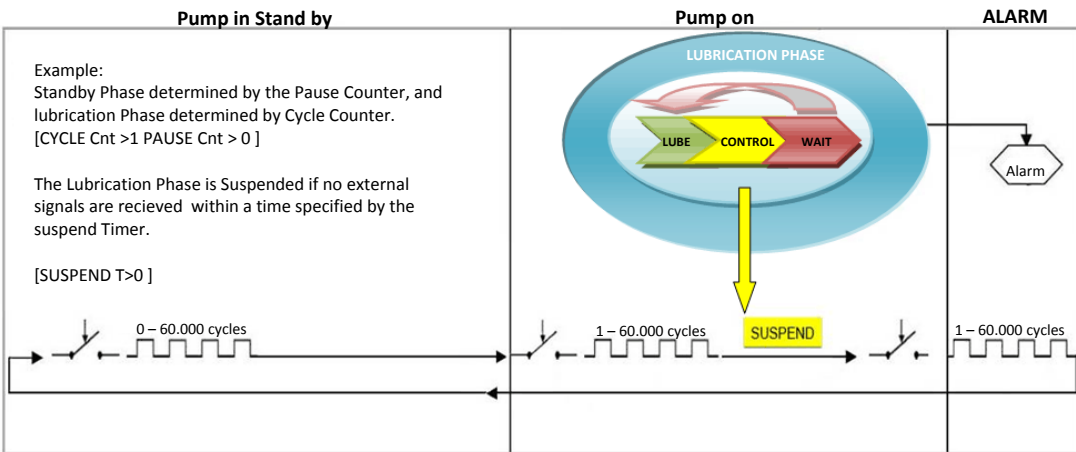 Pump in Stand by
Pump on
ALARM
Example:
Standby Phase determined by the Pause Counter, and
lubrication Phase determined by Cycle Counter.
[CYCLE Cnt >1 PAUSE Cnt > 0 ]
The Lubrication Phase is Suspended if no external
signals are recieved within a time specified by the
suspend Timer.
[SUSPEND T>0 ]
LUBRICATION PHASE
LUBE
CONTROL
WAIT
Alarm
0 – 60.000 cycles
1 – 60.000 cycles
SUSPEND
1 – 60.000 cycles